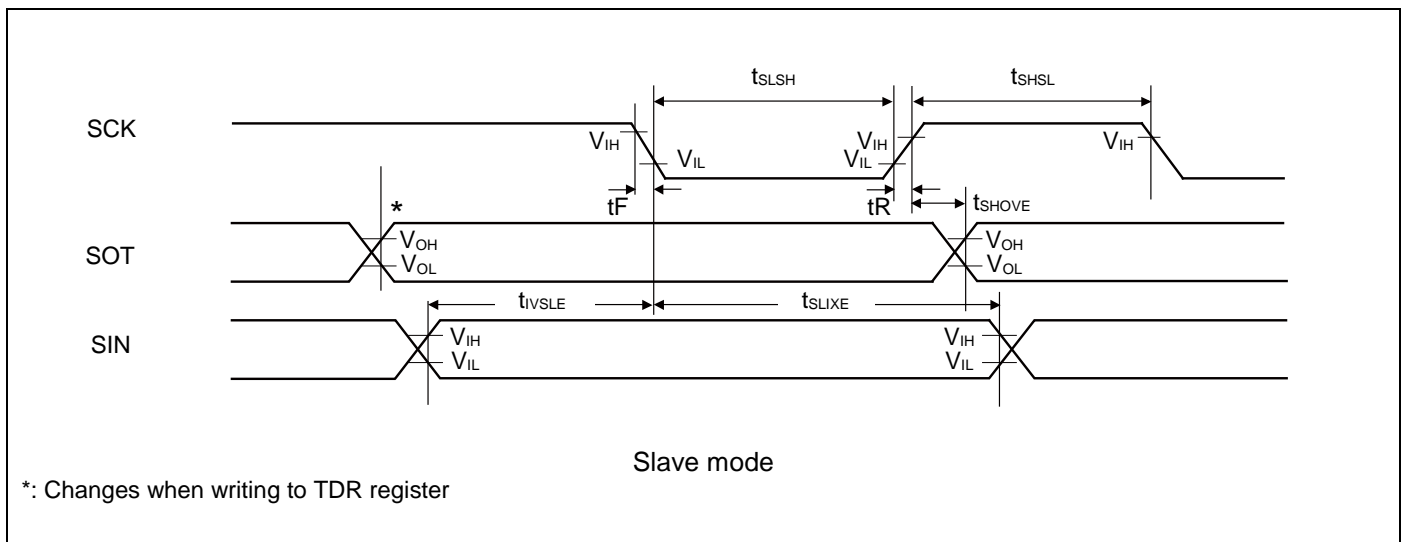 tSLSH tSHSL
SCK VIH VIL VIH VIL VIH
tF tR tSHOVE
*
SOT VOH VOL VOH VOL
tIVSLE tSLIXE
SIN VIH VIL VIH VIL
Slave mode
*: Changes when writing to TDR register